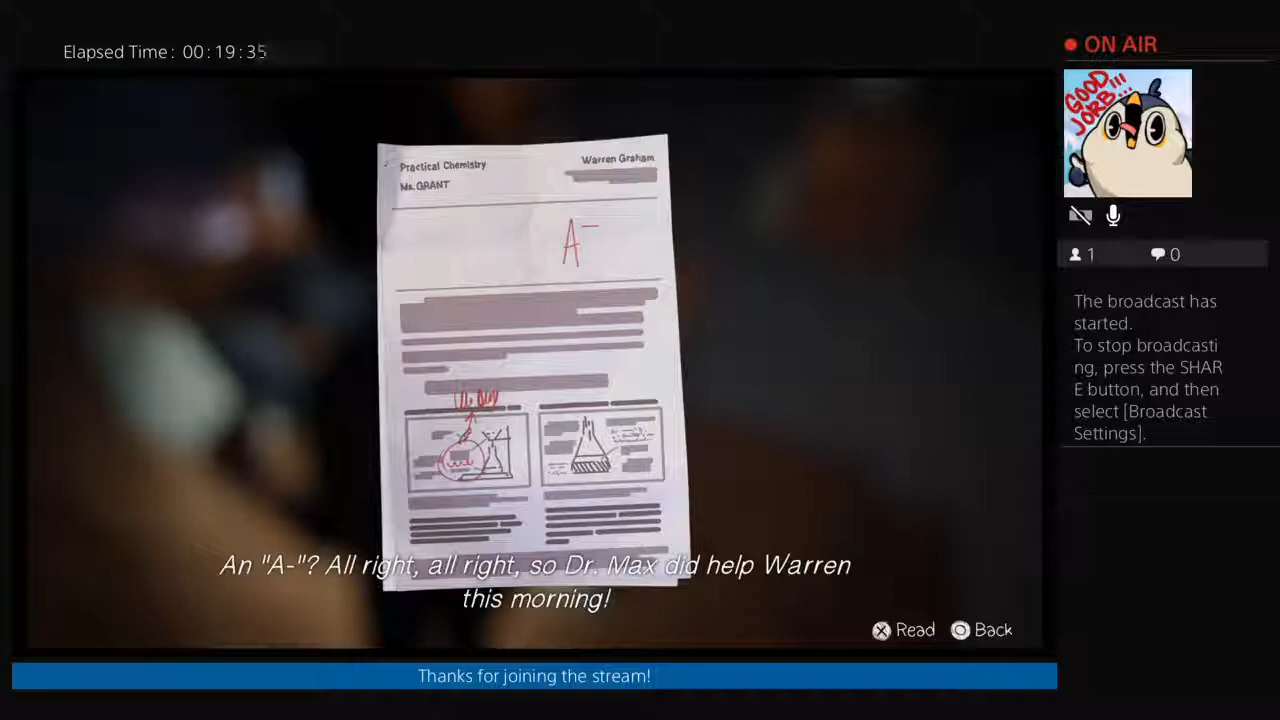 Elapsed Time: 00:19:35
ON AIR
GOOD
JORB!!!...
1
0
The broadcast has
started.
To stop broadcasti
ng, press the SHAR
E button, and then
select [Broadcast
Settings].
Practical Chemistry
Warren Graham
Ms. GRANT
A-
An "A-"? All right, all right, so Dr. Max did help Warren
this morning!
Read
Back
Thanks for joining the stream!